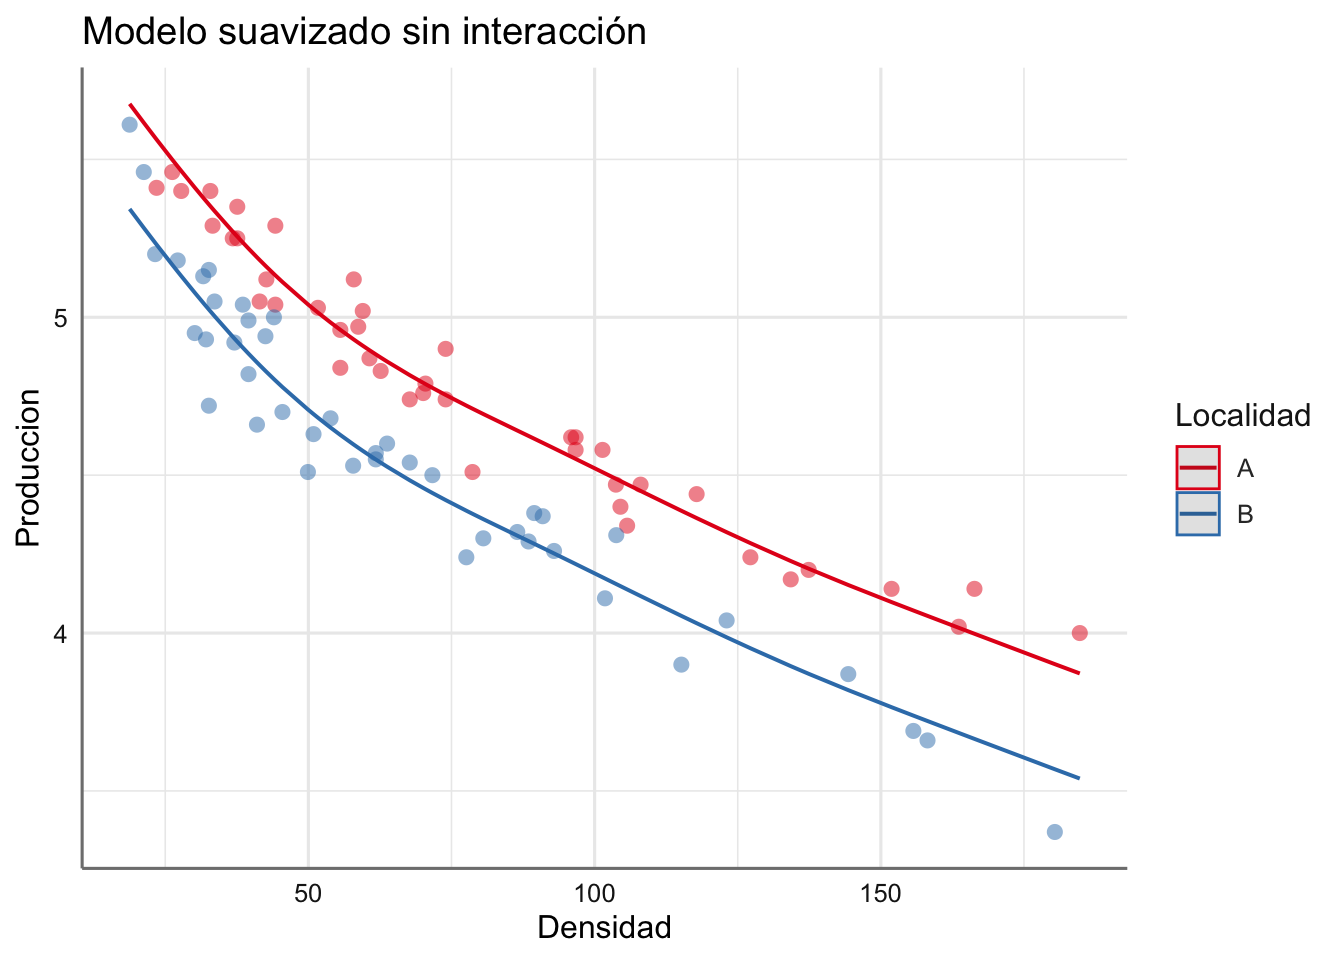 Modelo suavizado sin interacción
5
4
Produccion
50 100 150
Densidad
Localidad
A
B